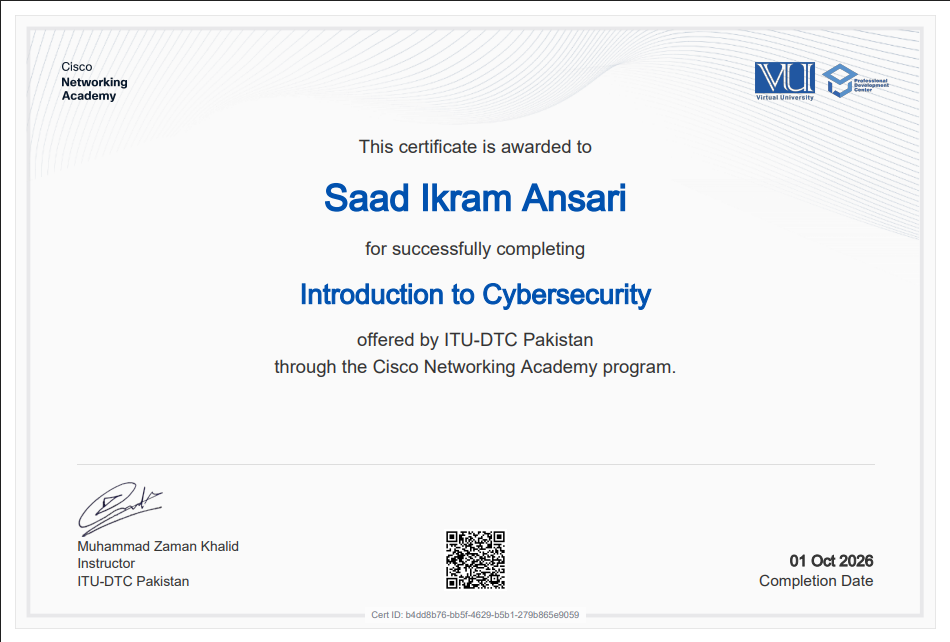 Cisco
Networking
Academy
VU
Virtual University
Professional
Development
Center
This certificate is awarded to
Saad Ikram Ansari
for successfully completing
Introduction to Cybersecurity
offered by ITU-DTC Pakistan
through the Cisco Networking Academy program.
Muhammad Zaman Khalid
Instructor
ITU-DTC Pakistan
01 Oct 2026
Completion Date
Cert ID: b4dd8b76-bb5f-4629-b5b1-279b865e9059